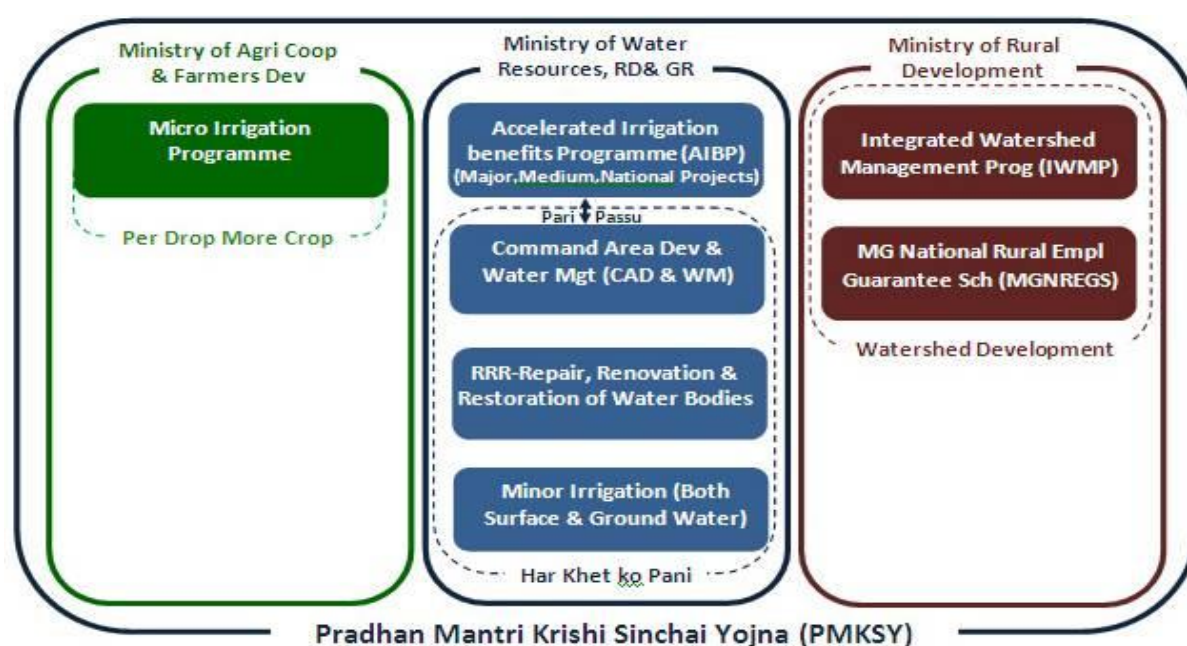 Ministry of Agri Coop
& Farmers Dev
Micro Irrigation
Programme
Per Drop More Crop
Ministry of Water
Resources, RD& GR
Accelerated Irrigation
benefits Programme (AIBP)
(Major,Medium,National Projects)
Pari Passu
Command Area Dev &
Water Mgt (CAD & WM)
RRR-Repair, Renovation &
Restoration of Water Bodies
Minor Irrigation (Both
Surface & Ground Water)
Har Khet ko Pani
Ministry of Rural
Development
Integrated Watershed
Management Prog (IWMP)
MG National Rural Empl
Guarantee Sch (MGNREGS)
Watershed Development
Pradhan Mantri Krishi Sinchai Yojna (PMKSY)